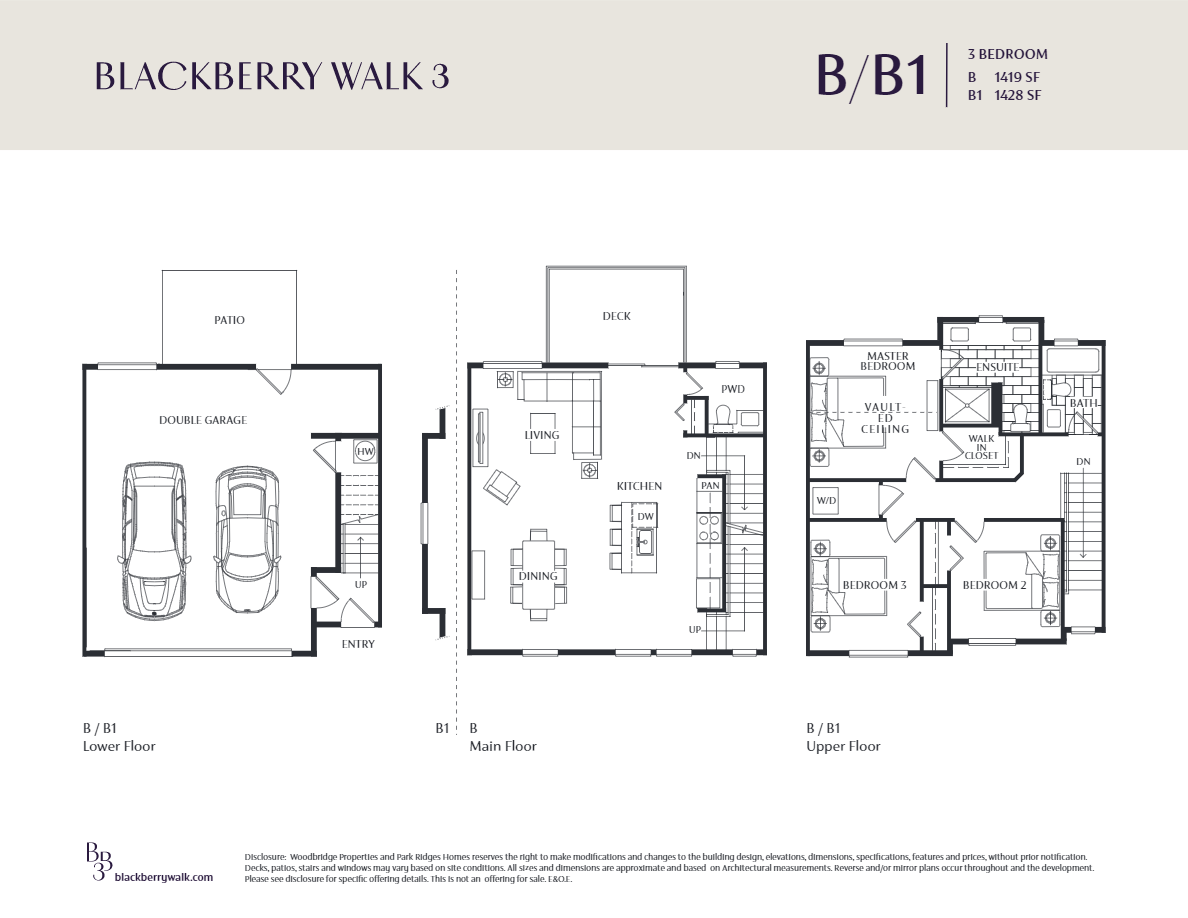 BLACKBERRY WALK 3
B/B1
3 BEDROOM
B 1419 SF
B1 1428 SF
PATIO
DOUBLE GARAGE
HW
UP
ENTRY
B / B1
Lower Floor
DECK
PWD
LIVING
DN
KITCHEN
PAN
DW
DINING
UP
B1
B
Main Floor
MASTER
BEDROOM
ENSUITE
VAULT-
ED
CEILING
BATH
WALK
IN
CLOSET
DN
W/D
BEDROOM 3
BEDROOM 2
B / B1
Upper Floor
BB3
blackberrywalk.com
Disclosure: Woodbridge Properties and Park Ridges Homes reserves the right to make modifications and changes to the building design, elevations, dimensions, specifications, features and prices, without prior notification.
Decks, patios, stairs and windows may vary based on site conditions. All sizes and dimensions are approximate and based on Architectural measurements. Reverse and/or mirror plans occur throughout and the development.
Please see disclosure for specific offering details. This is not an offering for sale. E&O.E.